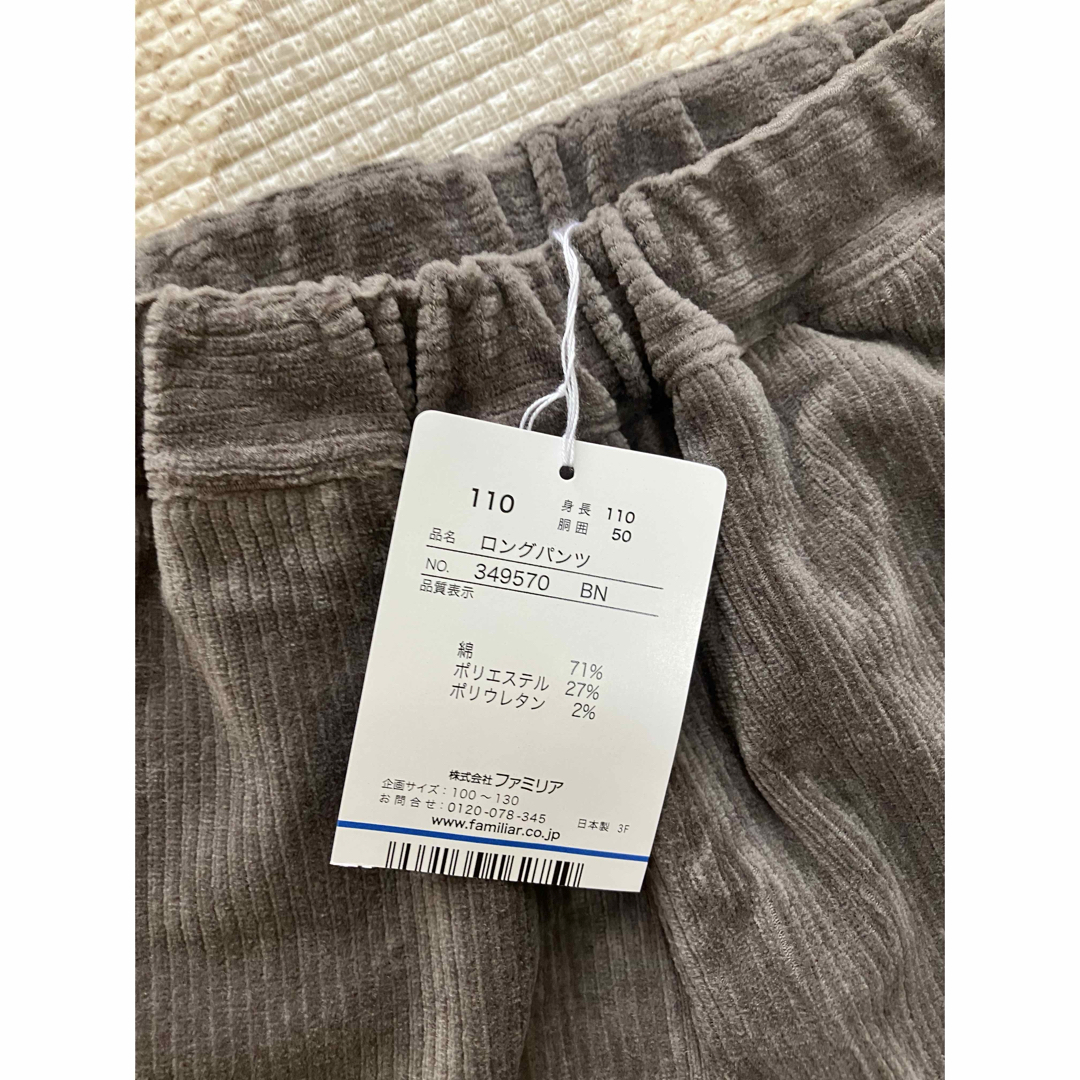 110 身長 110
胴囲 50
品名 ロングパンツ
NO. 349570 BN
品質表示
綿 71%
ポリエステル 27%
ポリウレタン 2%
株式会社 ファミリア
企画サイズ:100～130
お問合せ:0120-078-345
www.familiar.co.jp 日本製 3F